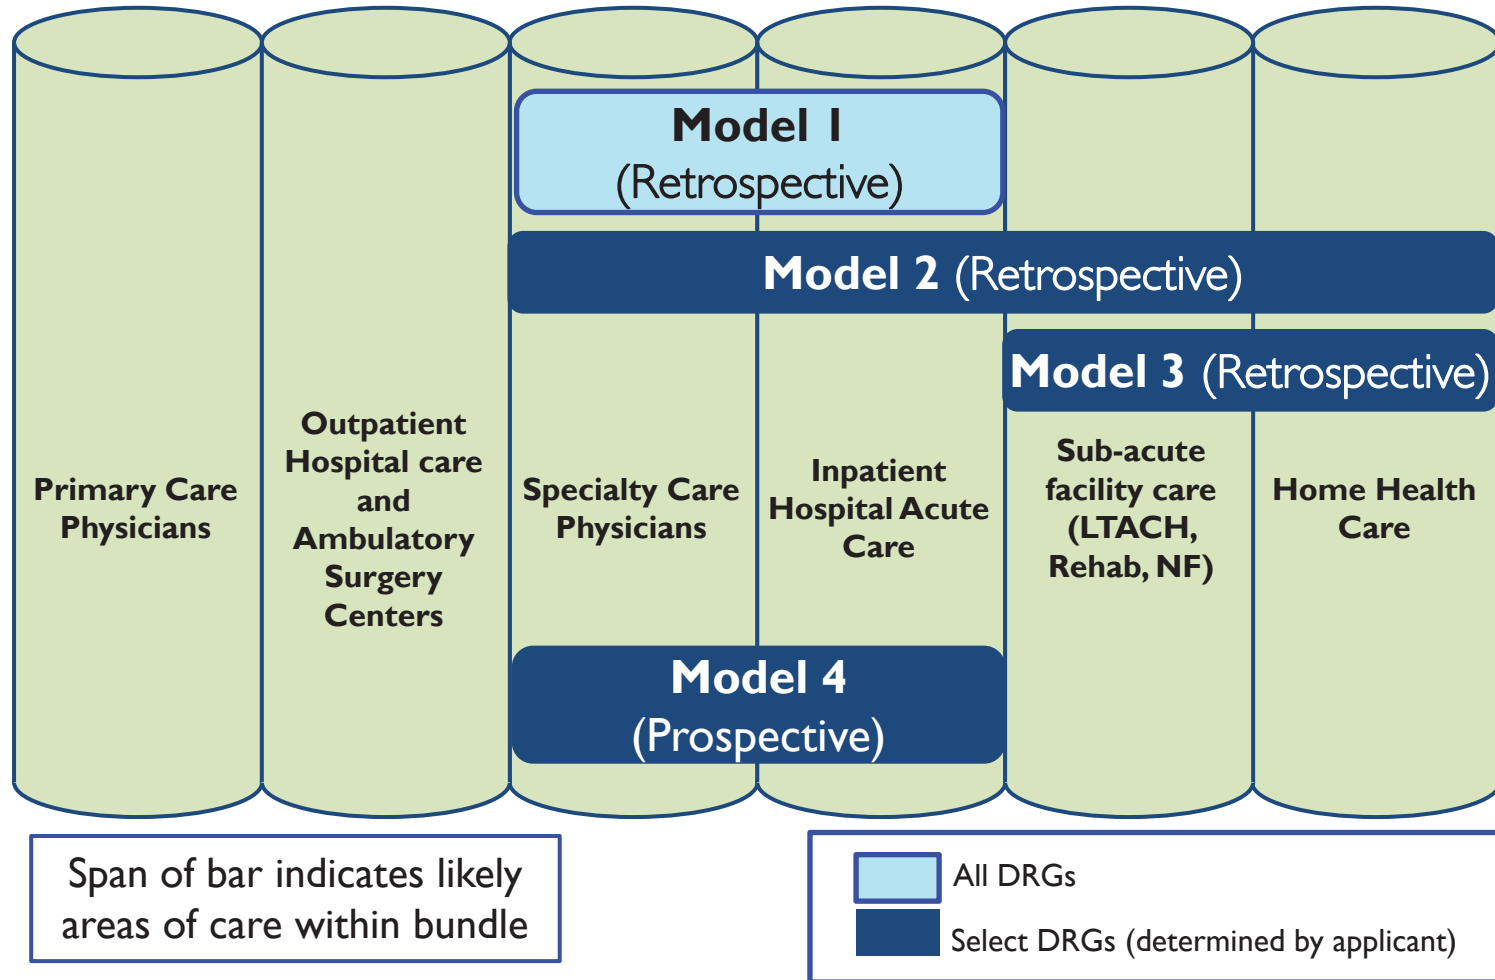 Model 1
(Retrospective)
Model 2 (Retrospective)
Model 3 (Retrospective)
Primary Care
Physicians
Outpatient
Hospital care
and
Ambulatory
Surgery
Centers
Specialty Care
Physicians
Inpatient
Hospital Acute
Care
Sub-acute
facility care
(LTACH,
Rehab, NF)
Home Health
Care
Model 4
(Prospective)
Span of bar indicates likely
areas of care within bundle
All DRGs
Select DRGs (determined by applicant)